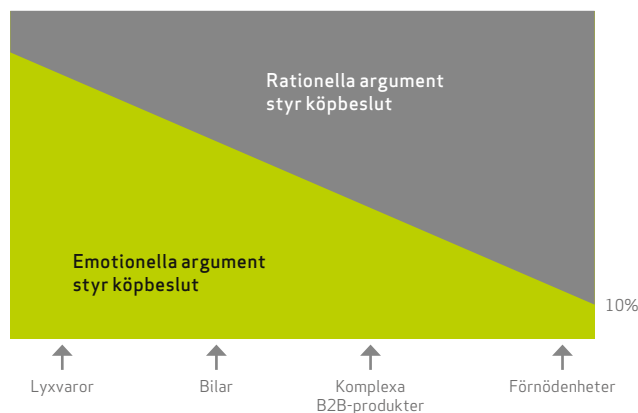 Rationella argument
styr köpbeslut
Emotionella argument
styr köpbeslut
10%
Lyxvaror
Bilar
Komplexa
B2B-produkter
Förnödenheter